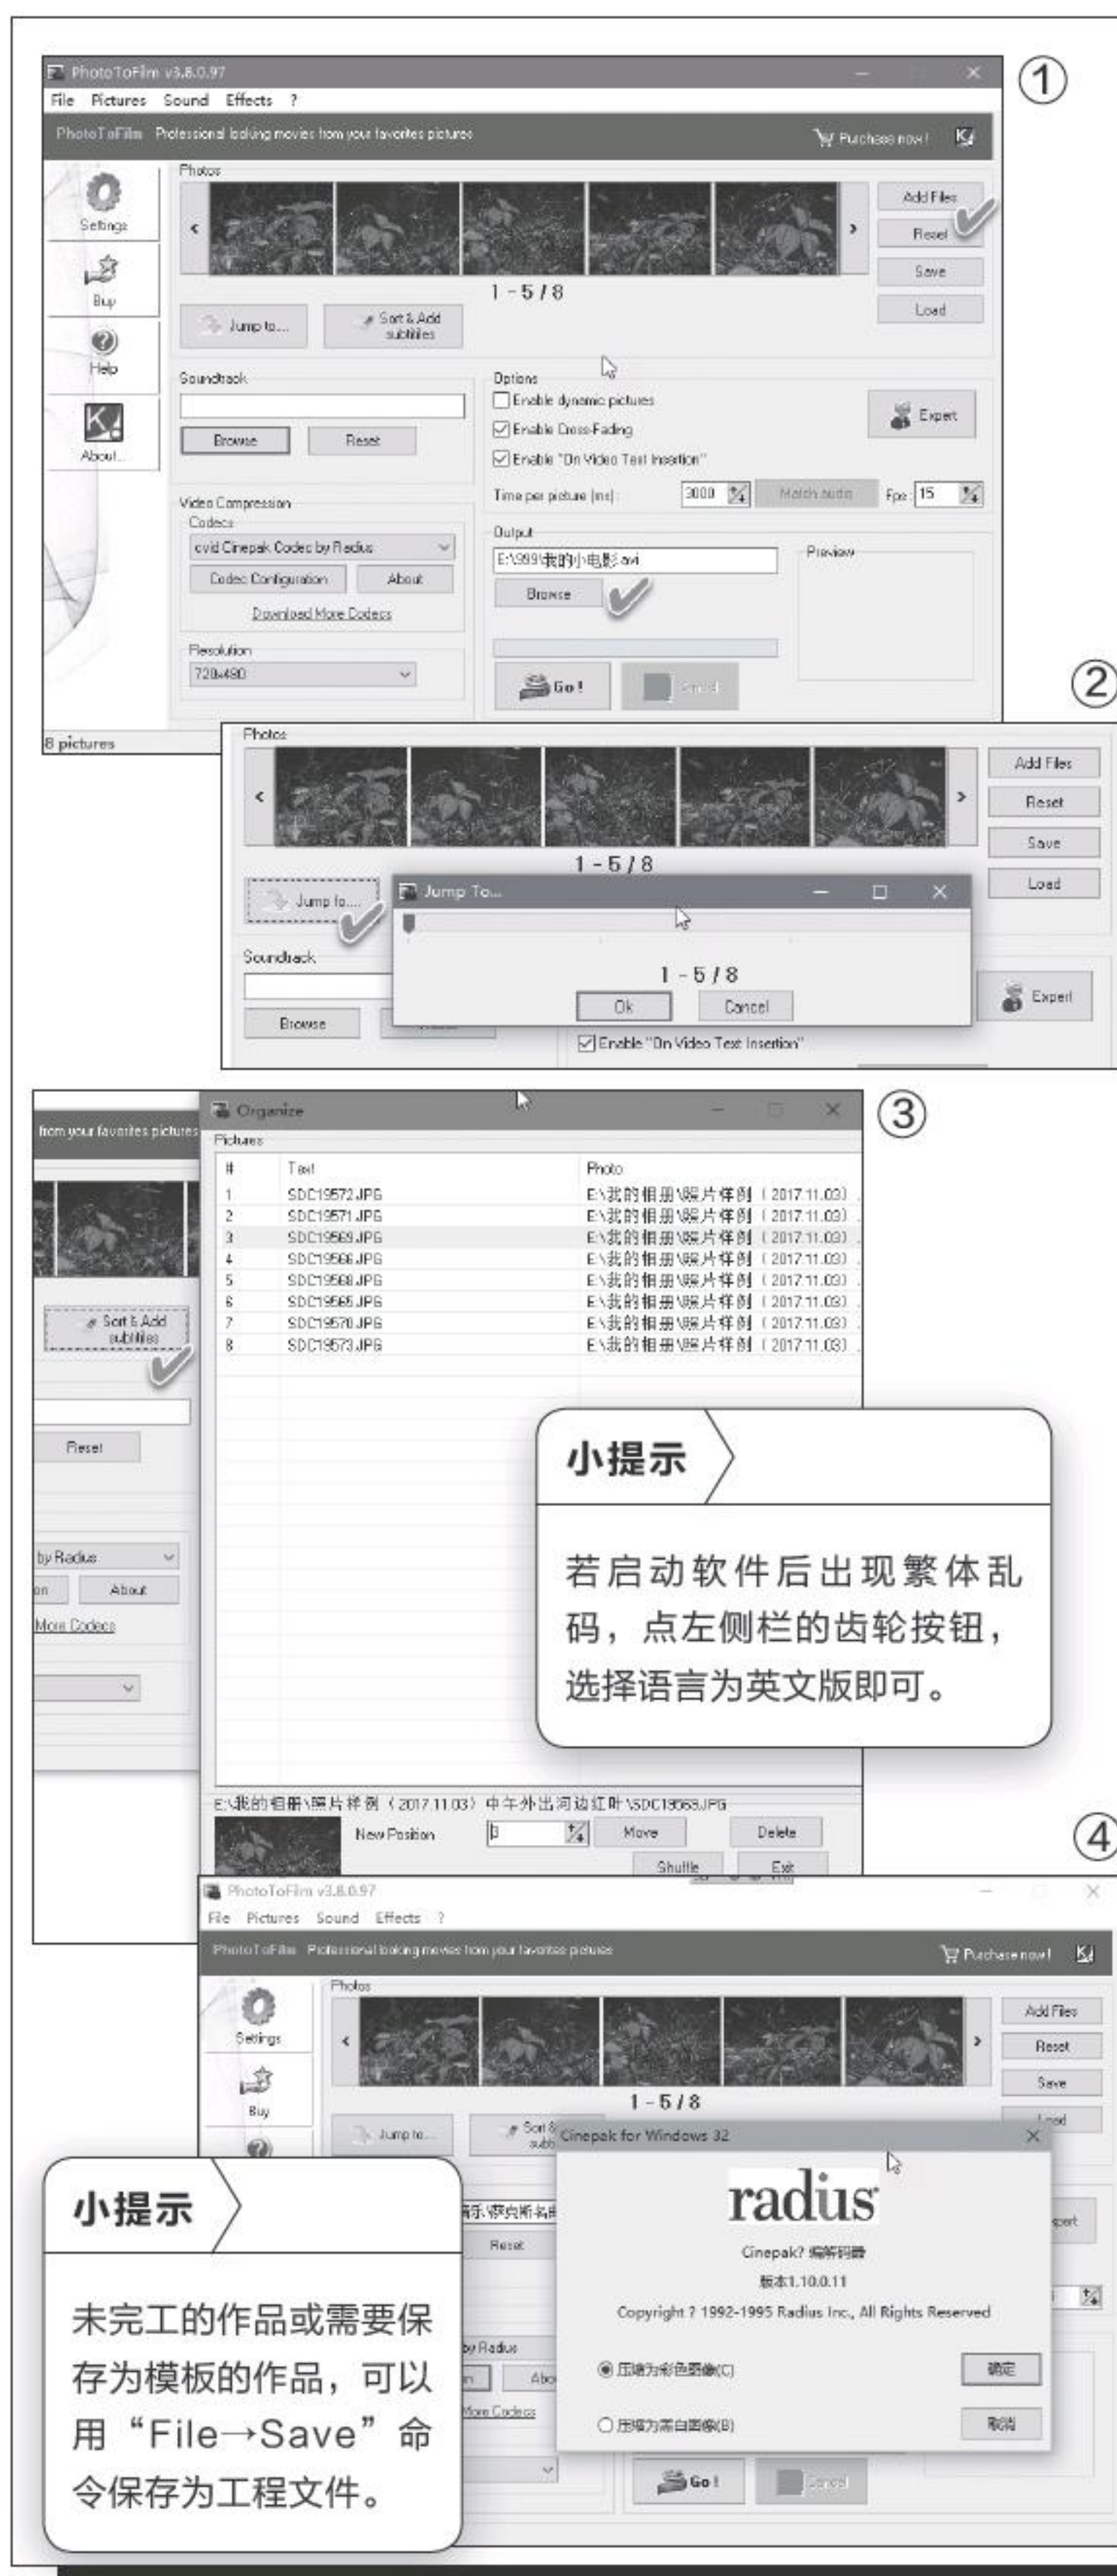 ①
PhotoToFilm v3.8.0.97
File Pictures Sound Effects ?
PhotoToFilm Professional looking movies from your favorites pictures
Purchase now!
Settings
Buy
Help
About...
Photos
Add Files
Reset
Save
Load
1 - 5 / 8
Jump to...
Sort & Add
subtitles
Soundtrack
Browse
Reset
Options
Enable dynamic pictures
Enable Cross-Fading
Enable "On Video Text Insertion"
Expert
Time per picture (ms) :
3000
Match audio
Fps : 15
Video Compression
Codecs
cvid Cinepak Codec by Radius
Codec Configuration
About
Download More Codecs
Resolution
720x480
Output
E:\999\我的小电影.avi
Browse
Preview
Go !
Cancel
8 pictures
②
Photos
Add Files
Reset
Save
Load
1 - 5 / 8
Jump to....
Jump To...
1 - 5 / 8
Ok
Cancel
Soundtrack
Browse
Expert
Enable "On Video Text Insertion"
③
from your favorites pictures
Sort & Add
subtitles
Reset
by Radius
on
About
More Codecs
Organize
Pictures
# Text Photo
1 SDC19572.JPG E:\我的相册\照片样例（2017.11.03）.
2 SDC19571.JPG E:\我的相册\照片样例（2017.11.03）.
3 SDC19569.JPG E:\我的相册\照片样例（2017.11.03）.
4 SDC19566.JPG E:\我的相册\照片样例（2017.11.03）.
5 SDC19568.JPG E:\我的相册\照片样例（2017.11.03）.
6 SDC19565.JPG E:\我的相册\照片样例（2017.11.03）.
7 SDC19570.JPG E:\我的相册\照片样例（2017.11.03）.
8 SDC19573.JPG E:\我的相册\照片样例（2017.11.03）.
小提示
若启动软件后出现繁体乱
码，点左侧栏的齿轮按钮，
选择语言为英文版即可。
E:\我的相册\照片样例（2017.11.03）中午外出河边红叶\SDC19569.JPG
New Position
3
Move
Delete
Shuffle
Exit
④
PhotoToFilm v3.8.0.97
File Pictures Sound Effects ?
PhotoToFilm Professional looking movies from your favorites pictures
Purchase now!
Settings
Buy
Photos
Add Files
Reset
Save
Load
1 - 5 / 8
Jump to...
Sort &
subti
音乐\萨克斯名曲
Reset
by Radius
n
Abo
More Codecs
Cinepak for Windows 32
radius
Cinepak? 编解码器
版本1.10.0.11
Copyright ? 1992-1995 Radius Inc., All Rights Reserved
压缩为彩色图像(C)
确定
压缩为黑白图像(B)
取消
Go !
Cancel
小提示
未完工的作品或需要保
存为模板的作品，可以
用“File→Save”命
令保存为工程文件。